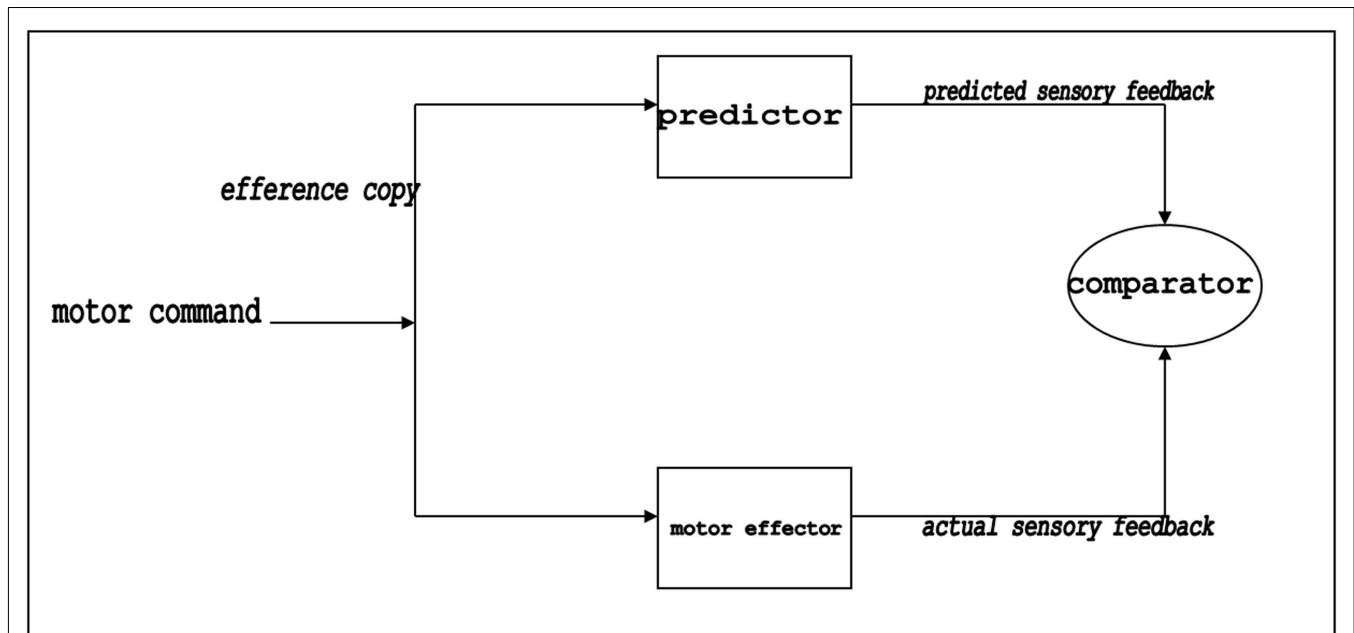 predicted sensory feedback
predictor
efference copy
comparator
motor command
motor effector
actual sensory feedback